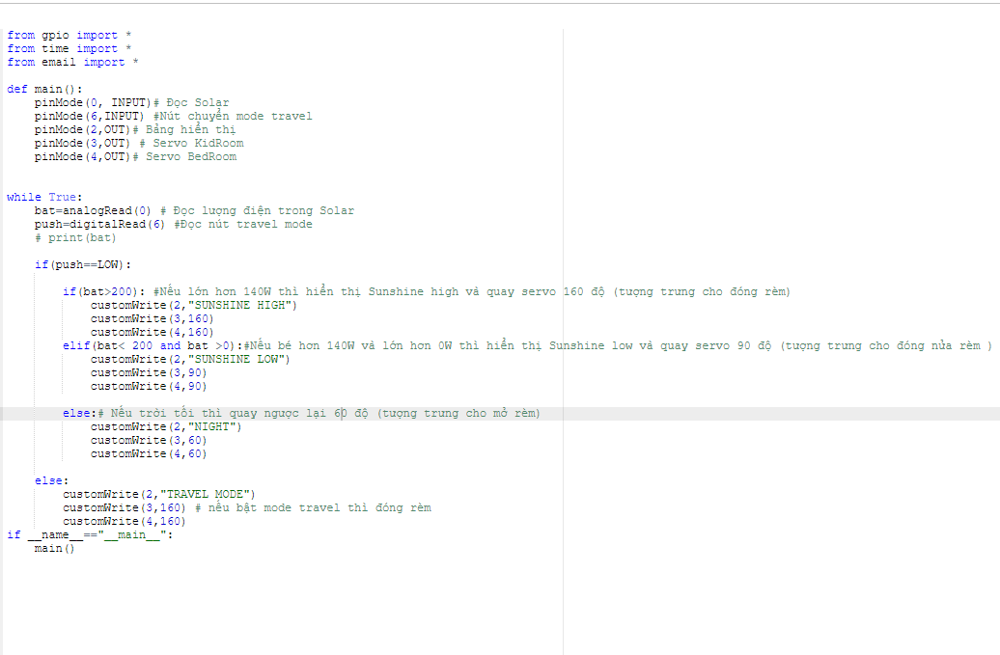 from gpio import *
from time import *
from email import *
def main():
    pinMode(0, INPUT)# Đọc Solar
    pinMode(6,INPUT) #Nút chuyển mode travel
    pinMode(2,OUT)# Bảng hiển thị
    pinMode(3,OUT) # Servo KidRoom
    pinMode(4,OUT)# Servo BedRoom
while True:
    bat=analogRead(0) # Đọc lượng điện trong Solar
    push=digitalRead(6) #Đọc nút travel mode
    # print(bat)
    if(push==LOW):
        if(bat>200): #Nếu lớn hơn 140W thì hiển thị Sunshine high và quay servo 160 độ (tượng trưng cho đóng rèm)
            customWrite(2,"SUNSHINE HIGH")
            customWrite(3,160)
            customWrite(4,160)
        elif(bat< 200 and bat >0):#Nếu bé hơn 140W và lớn hơn 0W thì hiển thị Sunshine low và quay servo 90 độ (tượng trưng cho đóng nửa rèm )
            customWrite(2,"SUNSHINE LOW")
            customWrite(3,90)
            customWrite(4,90)
        else:# Nếu trời tối thì quay ngược lại 60 độ (tượng trưng cho mở rèm)
            customWrite(2,"NIGHT")
            customWrite(3,60)
            customWrite(4,60)
    else:
        customWrite(2,"TRAVEL MODE")
        customWrite(3,160) # nếu bật mode travel thì đóng rèm
        customWrite(4,160)
if __name__=="__main__":
    main()